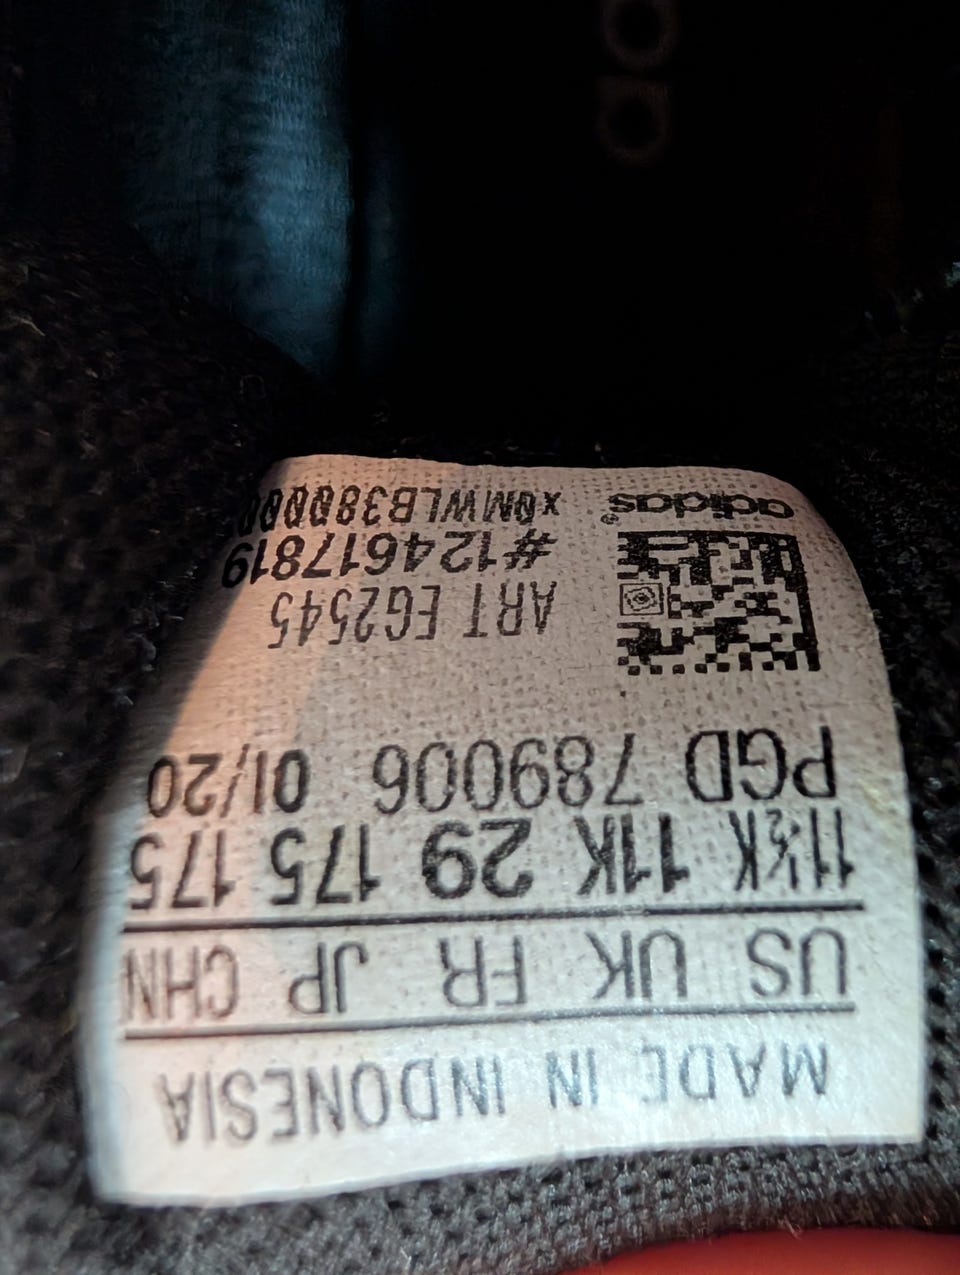 MADE IN INDONESIA
US UK FR JP CHN
11½K 11K 29 175 175
PGD 789006 01/20
ART EG2545
#124617819
adidas®